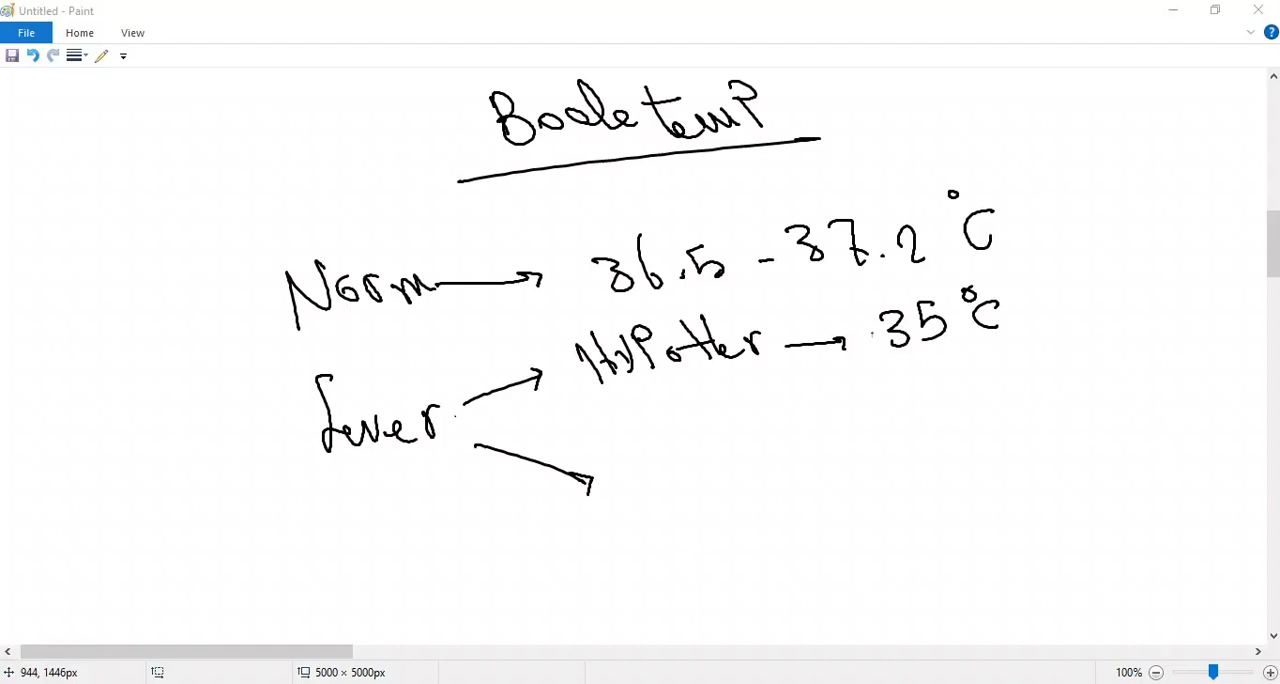 Untitled - Paint
File Home View
Bode temp
Norm → 36.5 - 37.2 °C
Hypother → 35 °C
fever
944, 1446px 5000 × 5000px 100%